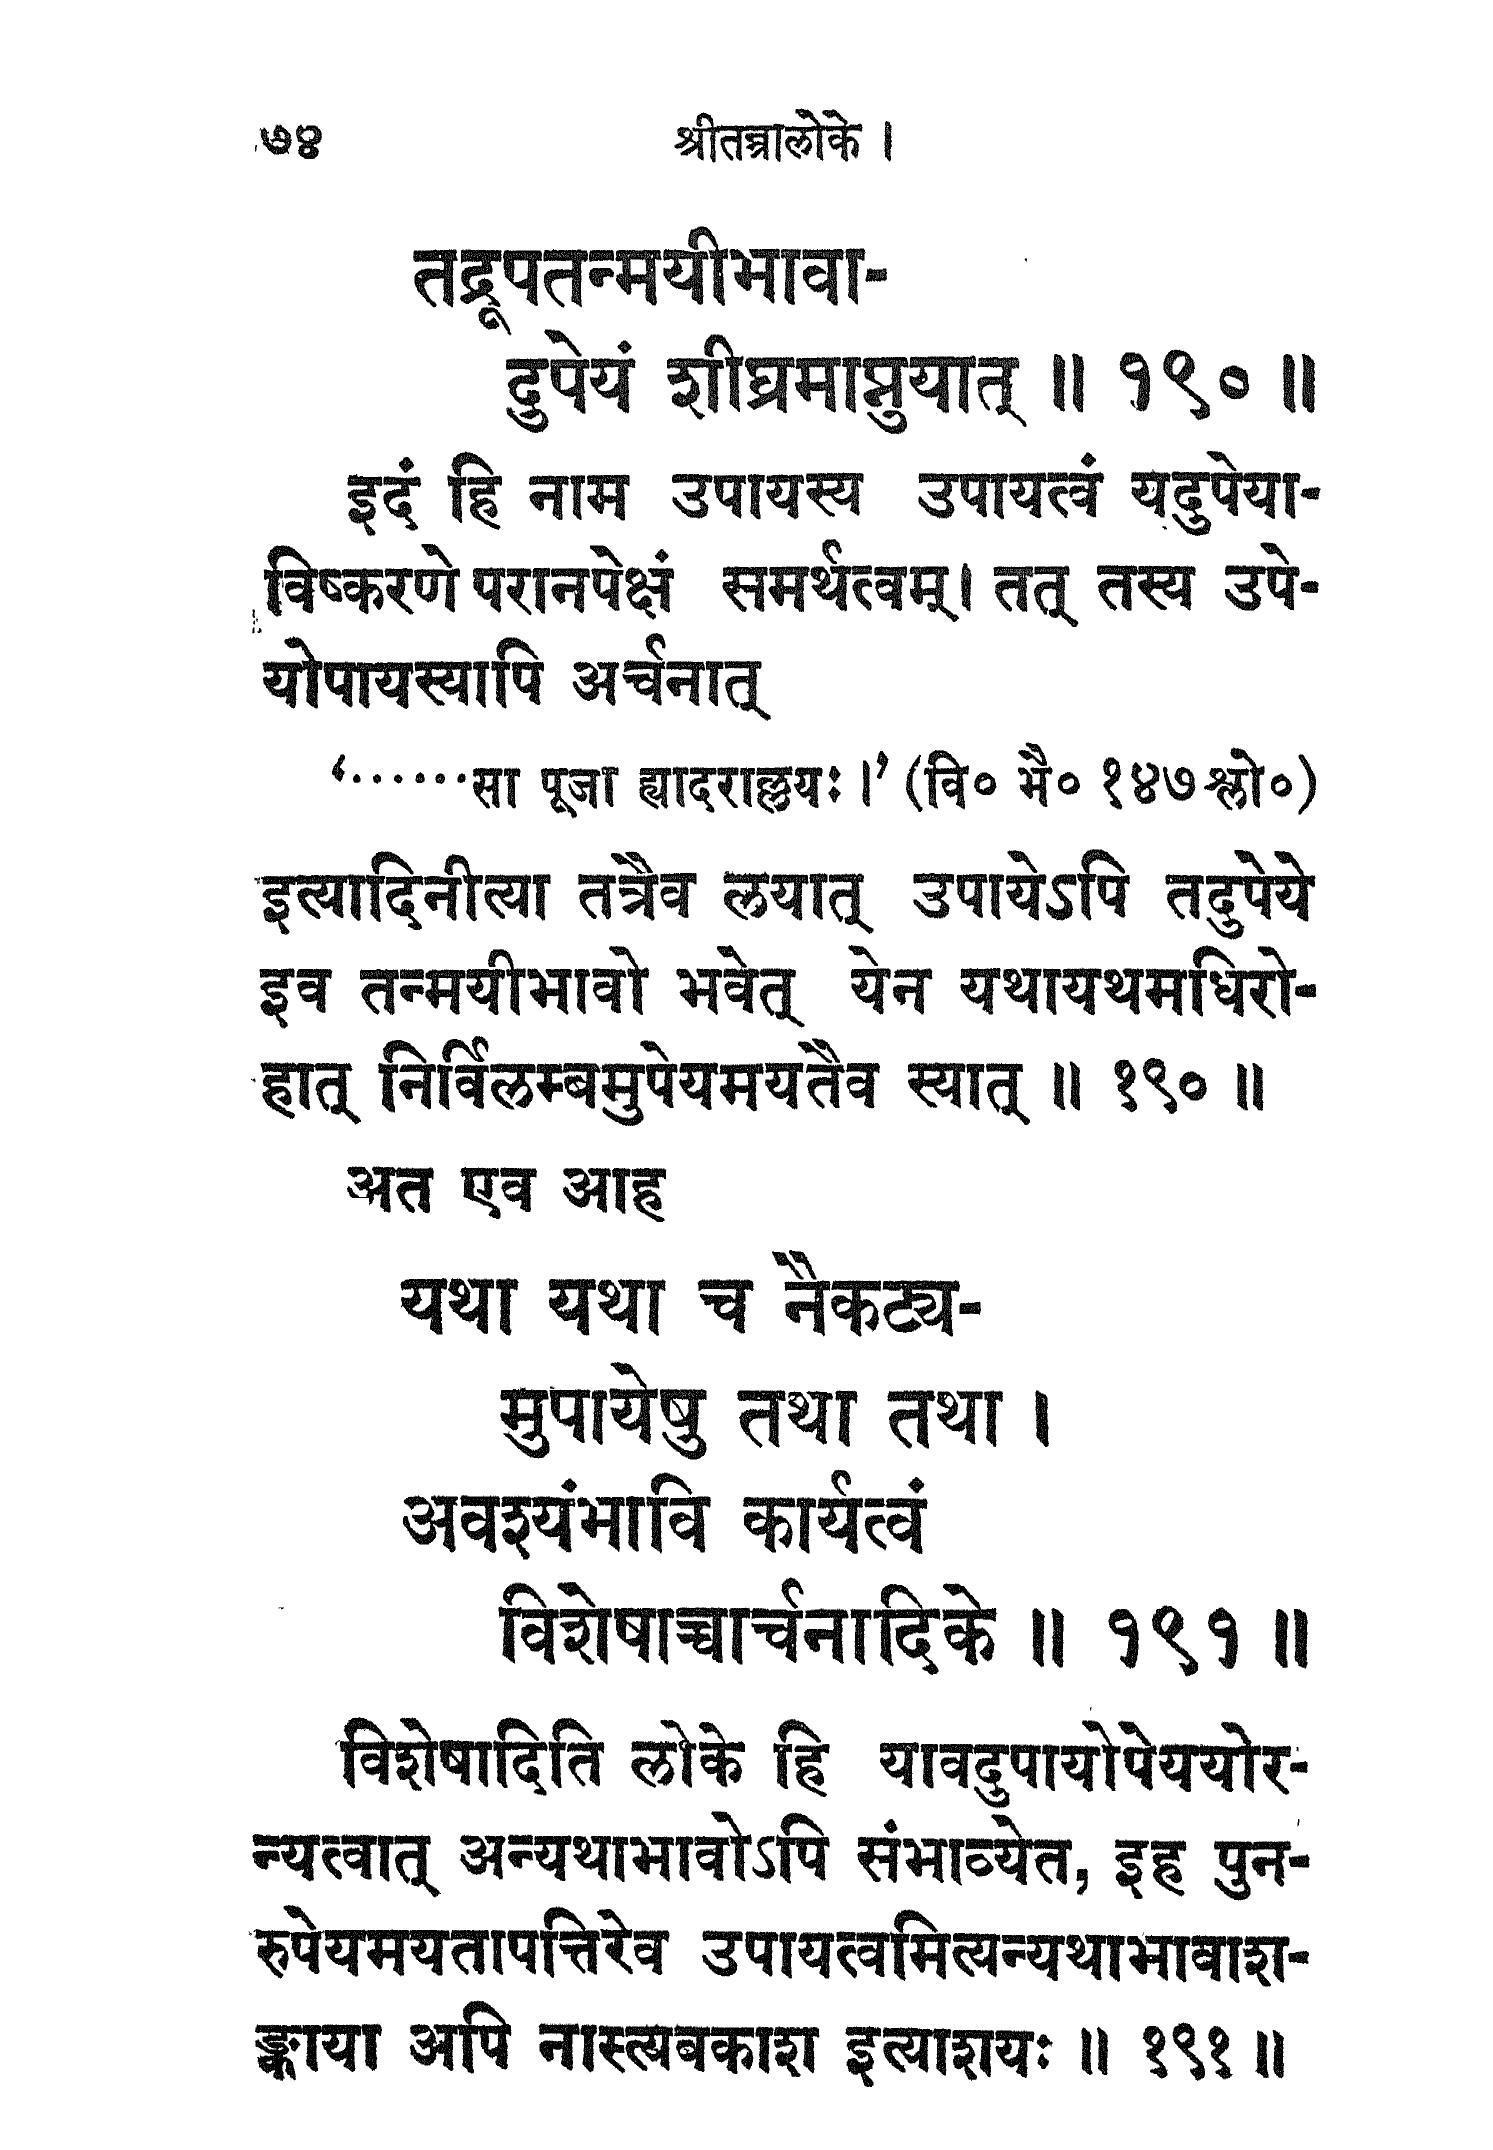 ७४ श्रीतन्त्रालोके ।
तद्रूपतन्मयीभावा-
दुपेयं शीघ्रमाप्नुयात् ॥ १९० ॥
इदं हि नाम उपायस्य उपायत्वं यदुपेया-
विष्करणे परानपेक्षं समर्थत्वम्। तत् तस्य उपे-
योपायस्यापि अर्चनात्
‘······सा पूजा ह्यादराल्लयः।’ (वि० भै० १४७ श्लो०)
इत्यादिनीत्या तत्रैव लयात् उपायेऽपि तदुपेये
इव तन्मयीभावो भवेत् येन यथायथमधिरो-
हात् निर्विलम्बमुपेयमयतैव स्यात् ॥ १९० ॥
अत एव आह
यथा यथा च नैकट्य-
मुपायेषु तथा तथा ।
अवश्यंभावि कार्यत्वं
विशेषाच्चार्चनादिके ॥ १९१ ॥
विशेषादिति लोके हि यावदुपायोपेययोर-
न्यत्वात् अन्यथाभावोऽपि संभाव्येत, इह पुन-
रुपेयमयतापत्तिरेव उपायत्वमित्यन्यथाभावाश-
ङ्काया अपि नास्त्यबकाश इत्याशयः ॥ १९१ ॥